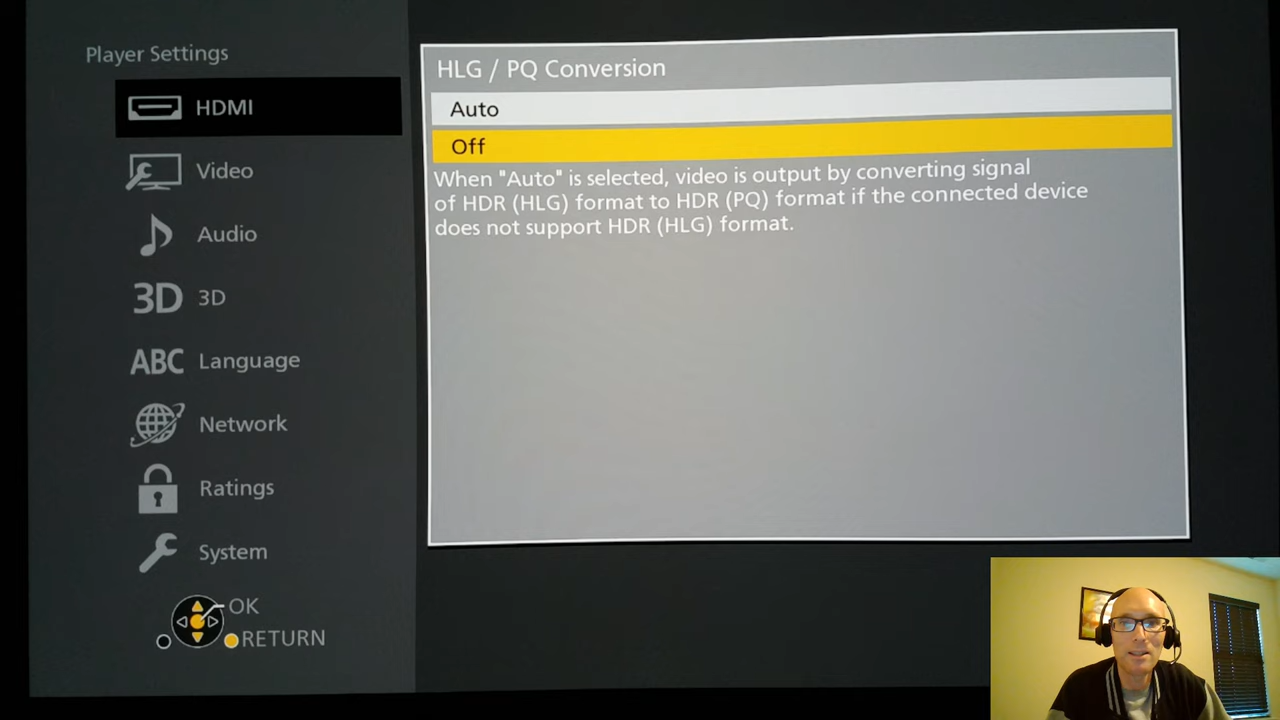 Player Settings
HDMI
Video
Audio
3D 3D
ABC Language
Network
Ratings
System
OK
RETURN
HLG / PQ Conversion
Auto
Off
When "Auto" is selected, video is output by converting signal
of HDR (HLG) format to HDR (PQ) format if the connected device
does not support HDR (HLG) format.